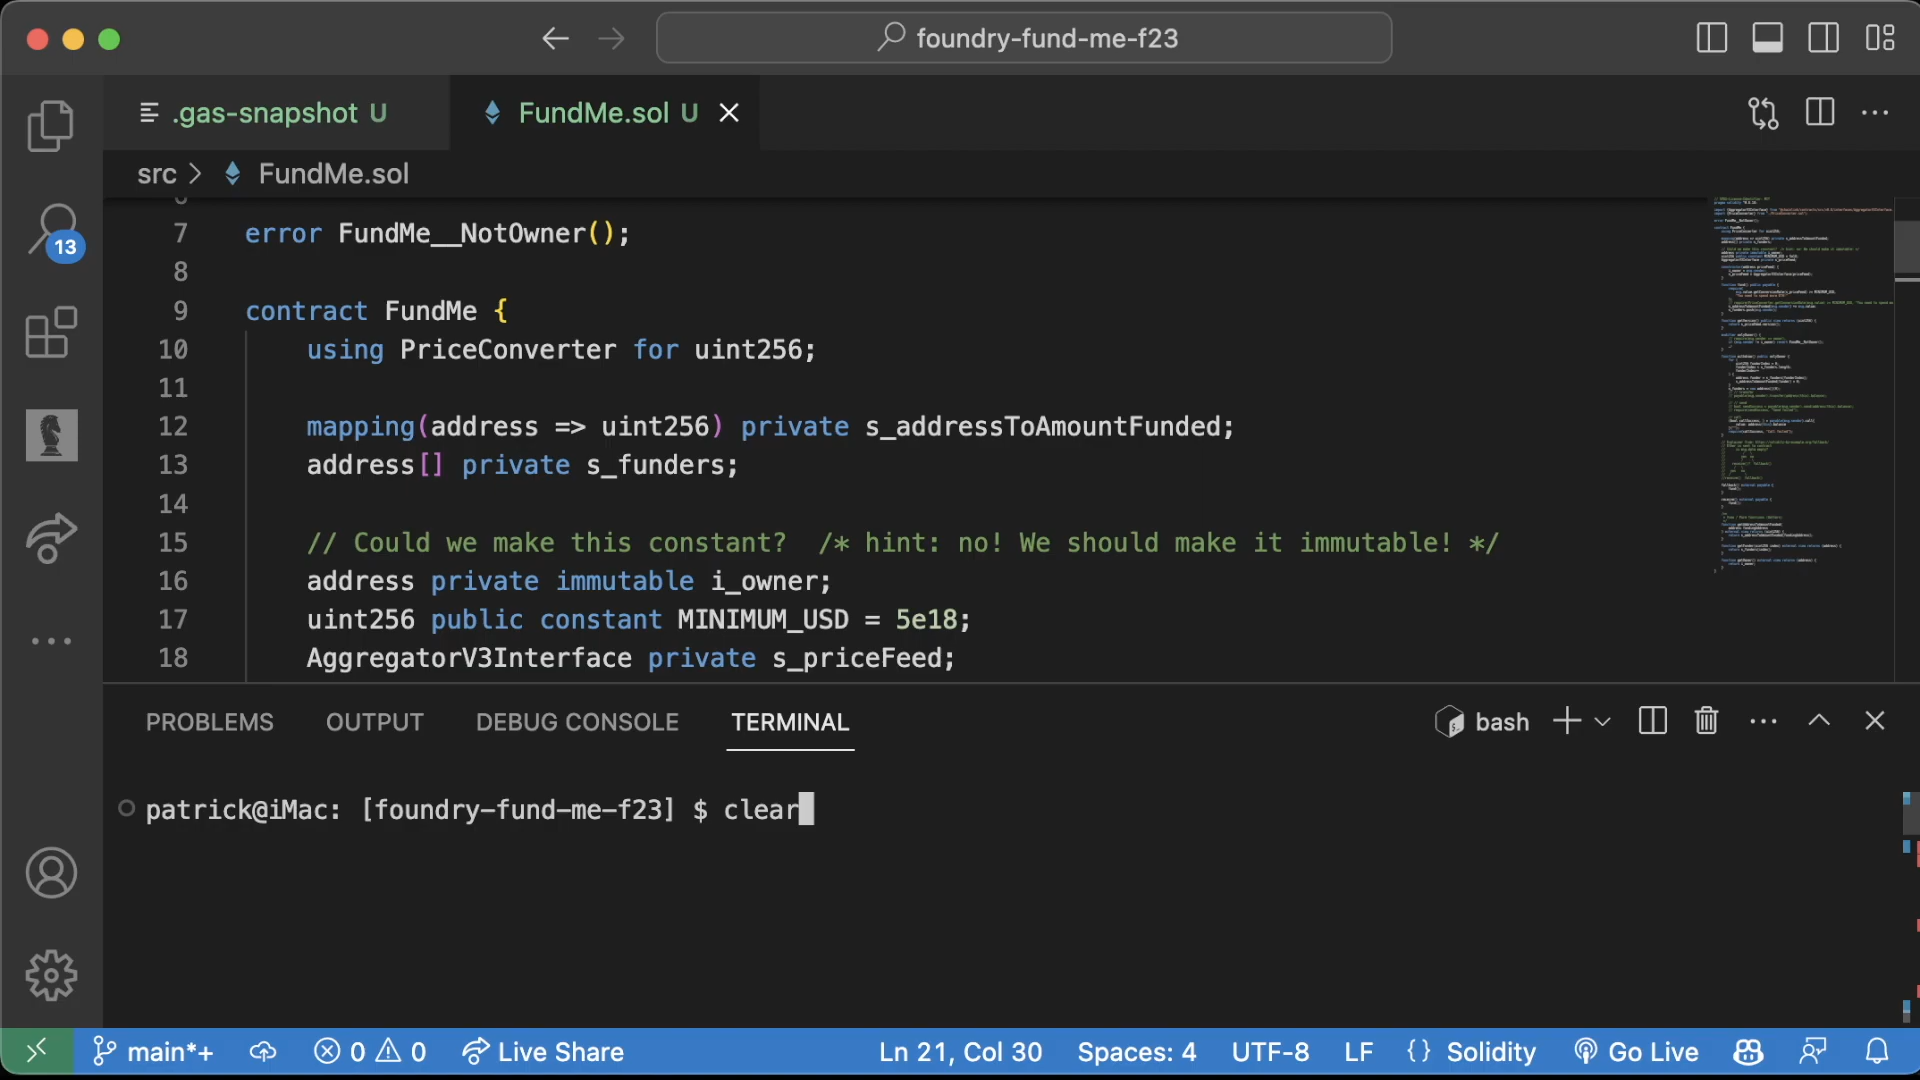 foundry-fund-me-f23
.gas-snapshot U
FundMe.sol U
src > FundMe.sol
13
7 error FundMe__NotOwner();
8
9 contract FundMe {
10 using PriceConverter for uint256;
11
12 mapping(address => uint256) private s_addressToAmountFunded;
13 address[] private s_funders;
14
15 // Could we make this constant?  /* hint: no! We should make it immutable! */
16 address private immutable i_owner;
17 uint256 public constant MINIMUM_USD = 5e18;
18 AggregatorV3Interface private s_priceFeed;
PROBLEMS OUTPUT DEBUG CONSOLE TERMINAL bash
patrick@iMac: [foundry-fund-me-f23] $ clear
main*+ 0 0 Live Share Ln 21, Col 30 Spaces: 4 UTF-8 LF {} Solidity Go Live